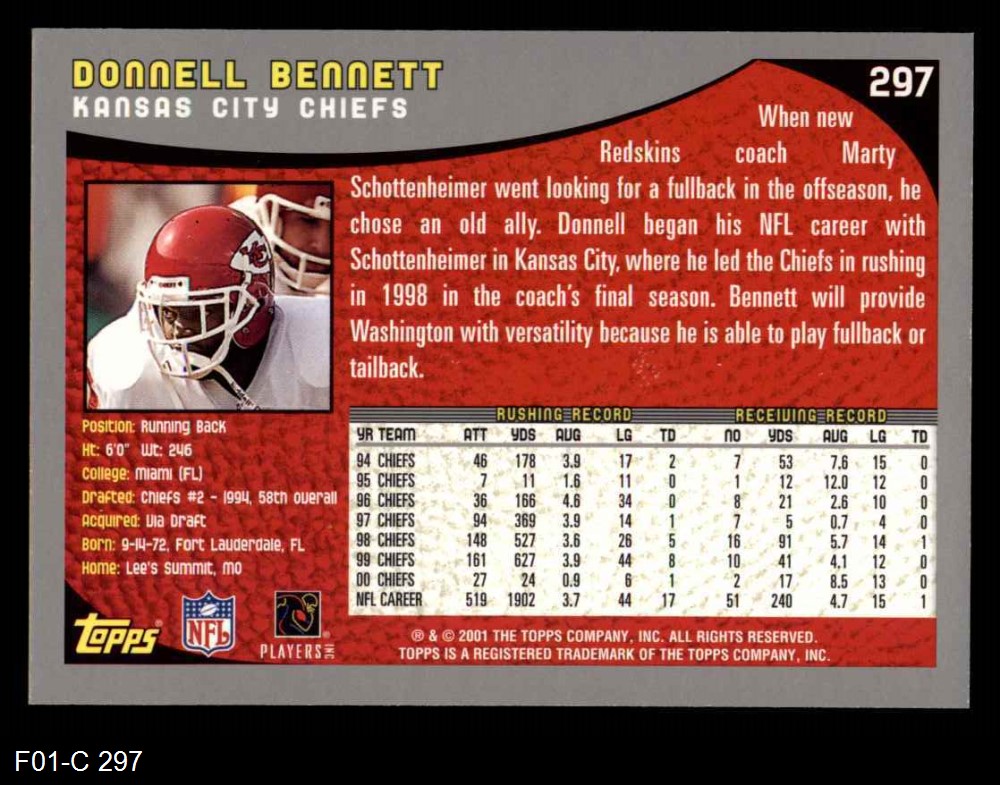 DONNELL BENNETT
KANSAS CITY CHIEFS
297
When new
Redskins coach Marty
Schottenheimer went looking for a fullback in the offseason, he
chose an old ally. Donnell began his NFL career with
Schottenheimer in Kansas City, where he led the Chiefs in rushing
in 1998 in the coach's final season. Bennett will provide
Washington with versatility because he is able to play fullback or
tailback.
Position: Running Back
Ht: 6'0" Wt: 246
College: Miami (FL)
Drafted: Chiefs #2 - 1994, 58th overall
Acquired: Via Draft
Born: 9-14-72, Fort Lauderdale, FL
Home: Lee's Summit, MO
RUSHING RECORD RECEIVING RECORD
YR TEAM ATT YDS AVG LG TD NO YDS AVG LG TD
94 CHIEFS 46 178 3.9 17 2 7 53 7.6 15 0
95 CHIEFS 7 11 1.6 11 0 1 12 12.0 12 0
96 CHIEFS 36 166 4.6 34 0 8 21 2.6 10 0
97 CHIEFS 94 369 3.9 14 1 7 5 0.7 4 0
98 CHIEFS 148 527 3.6 26 5 16 91 5.7 14 1
99 CHIEFS 161 627 3.9 44 8 10 41 4.1 12 0
00 CHIEFS 27 24 0.9 6 1 2 17 8.5 13 0
NFL CAREER 519 1902 3.7 44 17 51 240 4.7 15 1
Topps®
NFL
PLAYERS INC
® & © 2001 THE TOPPS COMPANY, INC. ALL RIGHTS RESERVED.
TOPPS IS A REGISTERED TRADEMARK OF THE TOPPS COMPANY, INC.
F01-C 297